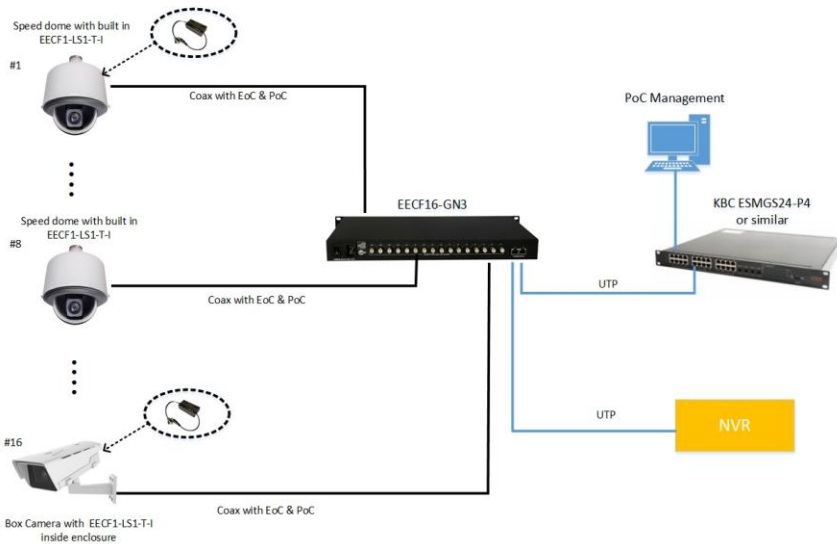 Speed dome with built in
EECF1-LS1-T-I
#1
Coax with EoC & PoC
PoC Management
EECF16-GN3
KBC ESMGS24-P4
or similar
Speed dome with built in
EECF1-LS1-T-I
#8
Coax with EoC & PoC
UTP
#16
UTP
NVR
Coax with EoC & PoC
Box Camera with EECF1-LS1-T-I
inside enclosure